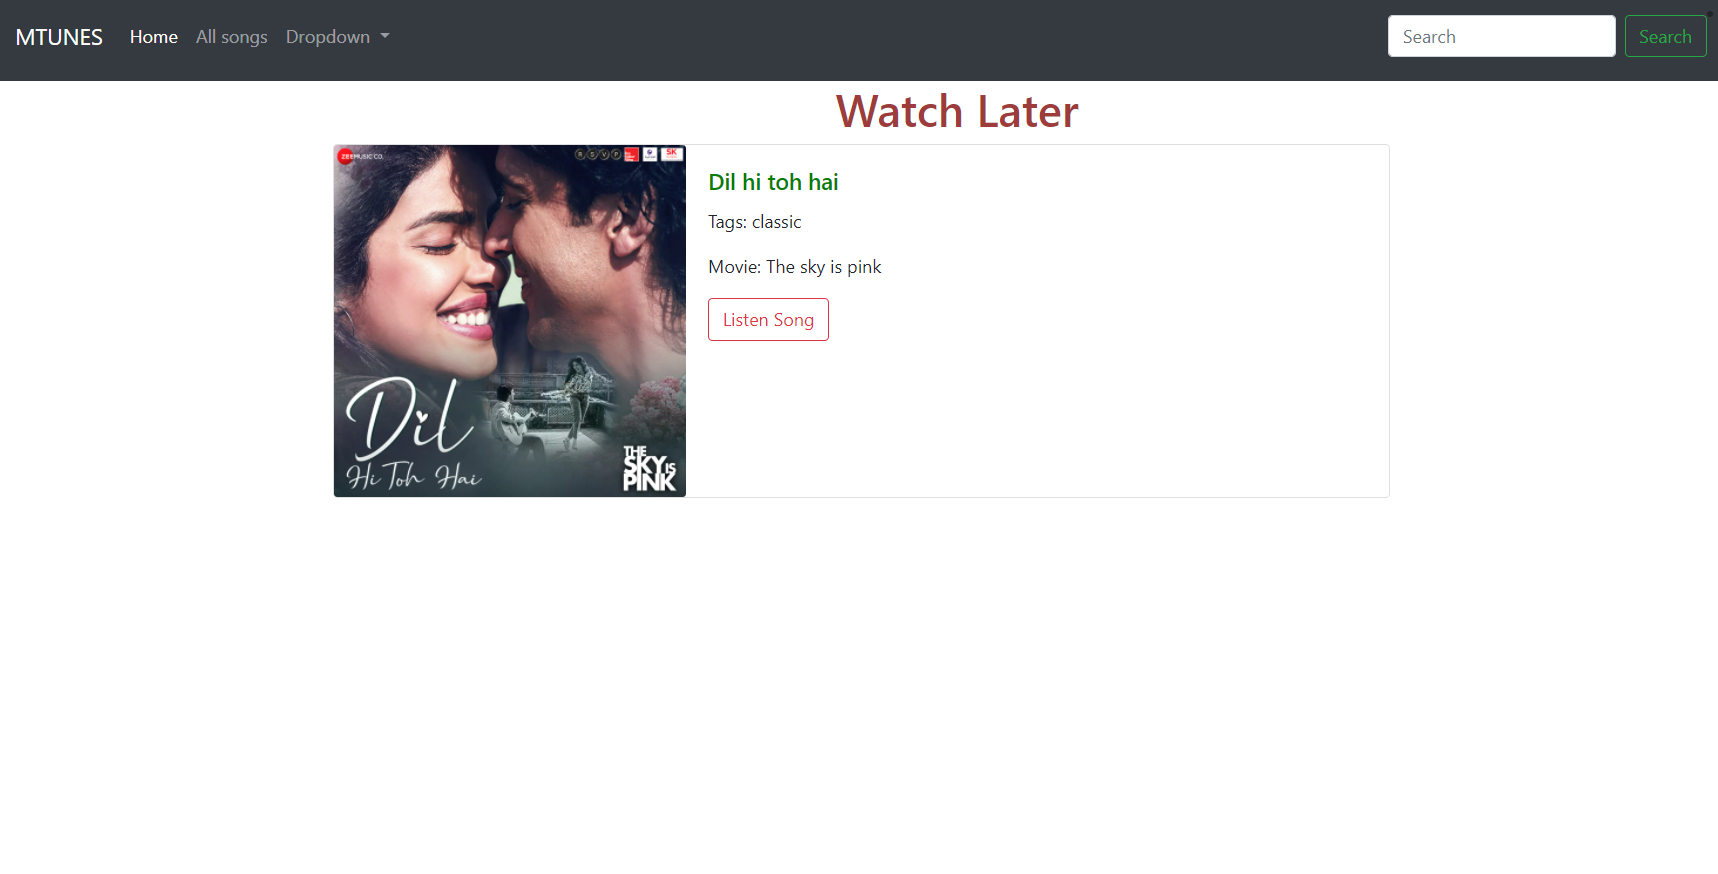 MTUNES Home All songs Dropdown Search Search
Watch Later
ZEE MUSIC CO.
R S V P
SK
Dil
Hi Toh Hai
THE
SKY IS
PINK
Dil hi toh hai
Tags: classic
Movie: The sky is pink
Listen Song